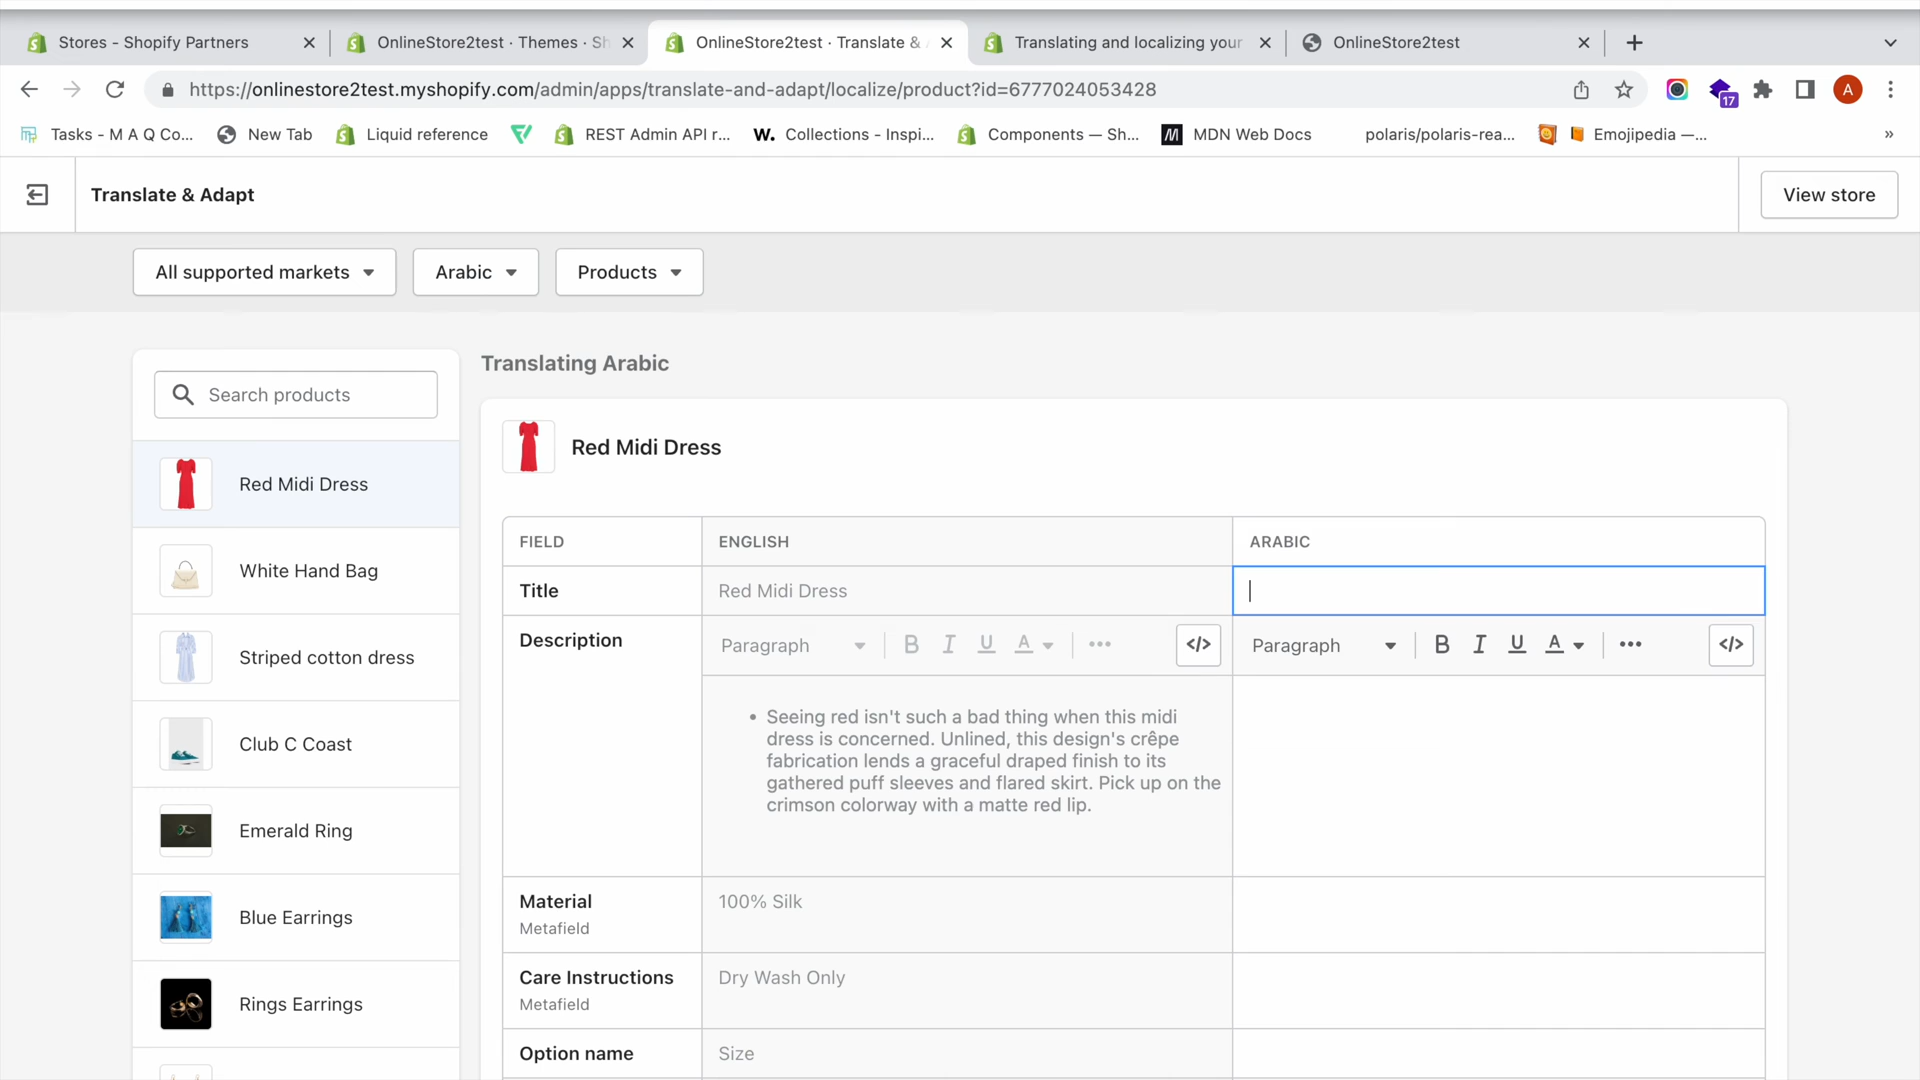 Stores - Shopify Partners
OnlineStore2test · Themes · Sh
OnlineStore2test · Translate & A
Translating and localizing your
OnlineStore2test
https://onlinestore2test.myshopify.com/admin/apps/translate-and-adapt/localize/product?id=6777024053428
17
A
Tasks - M A Q Co...
New Tab
Liquid reference
REST Admin API r...
W.
Collections - Inspi...
Components — Sh...
MDN Web Docs
polaris/polaris-rea...
Emojipedia —...
»
Translate & Adapt
View store
All supported markets
Arabic
Products
Search products
Red Midi Dress
White Hand Bag
Striped cotton dress
Club C Coast
Emerald Ring
Blue Earrings
Rings Earrings
Translating Arabic
Red Midi Dress
FIELD
ENGLISH
ARABIC
Title
Red Midi Dress
Description
Paragraph
B I U A
</>
Paragraph
B I U A
</>
• Seeing red isn't such a bad thing when this midi
dress is concerned. Unlined, this design's crêpe
fabrication lends a graceful draped finish to its
gathered puff sleeves and flared skirt. Pick up on the
crimson colorway with a matte red lip.
Material
Metafield
100% Silk
Care Instructions
Metafield
Dry Wash Only
Option name
Size